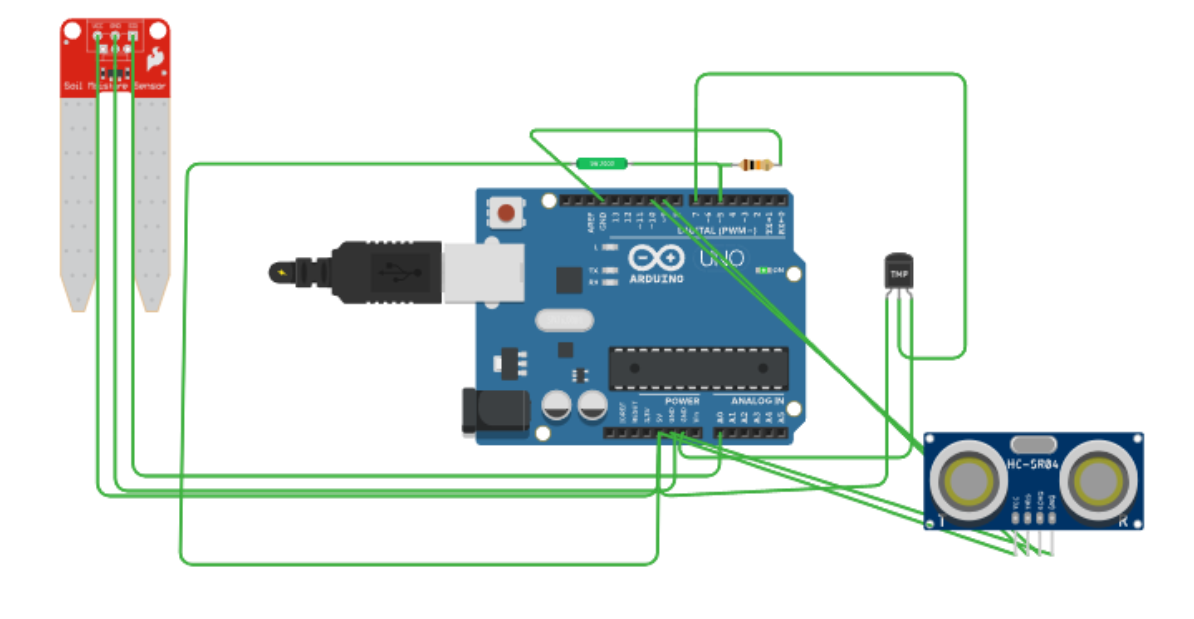 VCC GND SIG
Soil Moisture Sensor
SW-200D
AREF
GND
13
12
~11
~10
~9
8
7
~6
~5
4
~3
2
TX→1
RX←0
DIGITAL (PWM~)
L
TX
RX
ARDUINO
UNO
ON
TMP
POWER
ANALOG IN
IOREF
RESET
3.3V
5V
GND
GND
Vin
A0
A1
A2
A3
A4
A5
HC-SR04
VCC
TRIG
ECHO
GND
T
R